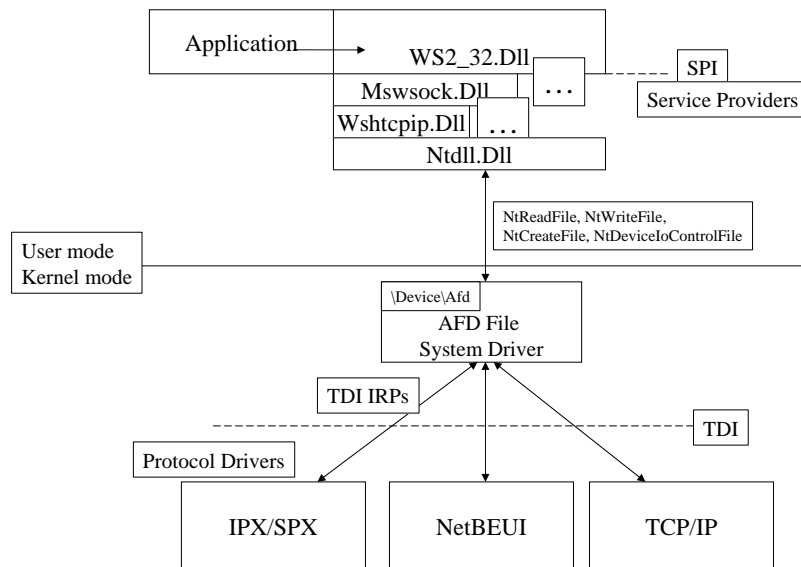 Application
WS2_32.Dll
SPI
Mswsock.Dll
...
Service Providers
Wshtcpip.Dll
...
Ntdll.Dll
NtReadFile, NtWriteFile,
NtCreateFile, NtDeviceIoControlFile
User mode
Kernel mode
\Device\Afd
AFD File
System Driver
TDI IRPs
TDI
Protocol Drivers
IPX/SPX
NetBEUI
TCP/IP